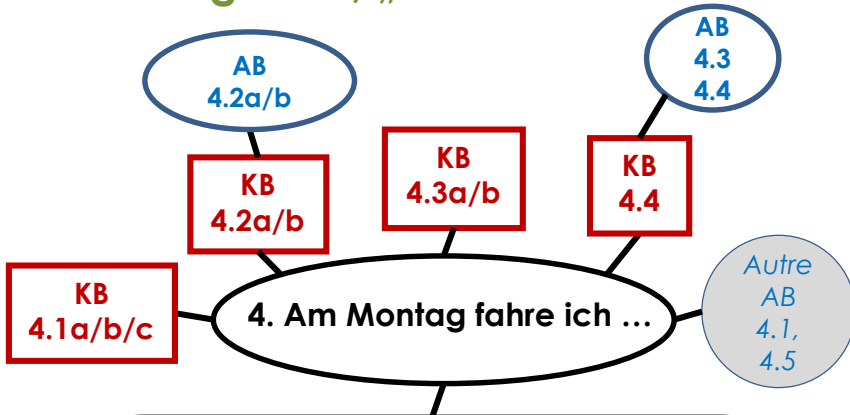 AB
4.2a/b
AB
4.3
4.4
KB
4.2a/b
KB
4.3a/b
KB
4.4
KB
4.1a/b/c
4. Am Montag fahre ich ...
Autre
AB
4.1,
4.5